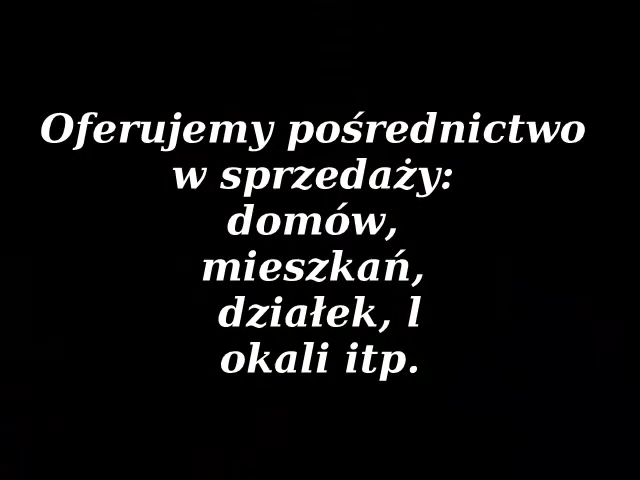 Oferujemy pośrednictwo
w sprzedaży:
domów,
mieszkań,
działek, l
okali itp.